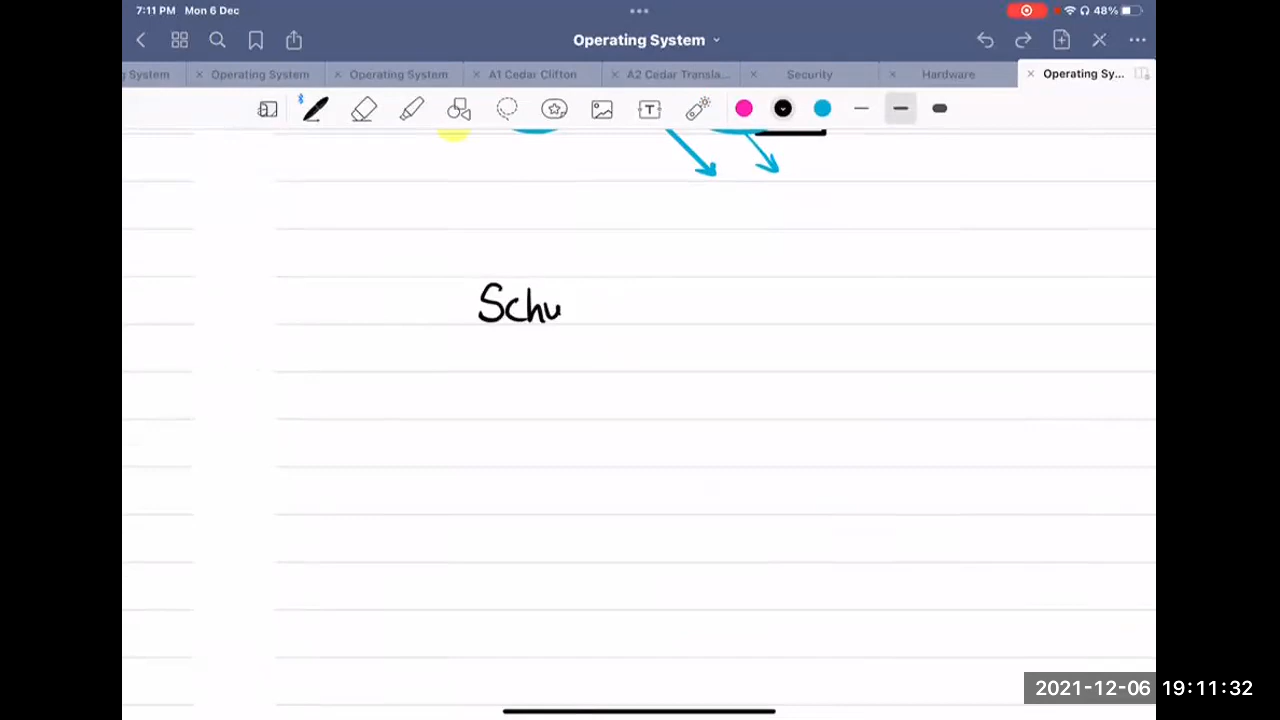 7:11 PM Mon 6 Dec
48%
Operating System
g System
Operating System
Operating System
A1 Cedar Clifton
A2 Cedar Transla...
Security
Hardware
Operating Sy...
T
Schu
2021-12-06 19:11:32